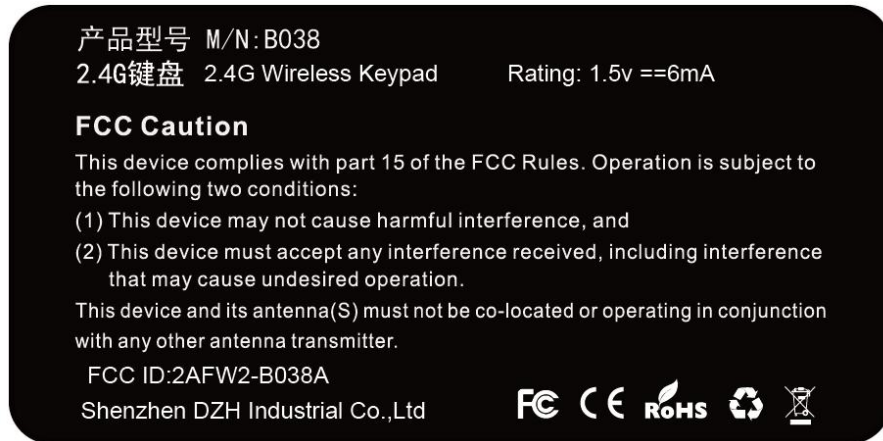 产品型号 M/N:B038
2.4G键盘 2.4G Wireless Keypad Rating: 1.5v ==6mA
FCC Caution
This device complies with part 15 of the FCC Rules. Operation is subject to
the following two conditions:
(1) This device may not cause harmful interference, and
(2) This device must accept any interference received, including interference
that may cause undesired operation.
This device and its antenna(S) must not be co-located or operating in conjunction
with any other antenna transmitter.
FCC ID:2AFW2-B038A
Shenzhen DZH Industrial Co.,Ltd
FC CE RoHS